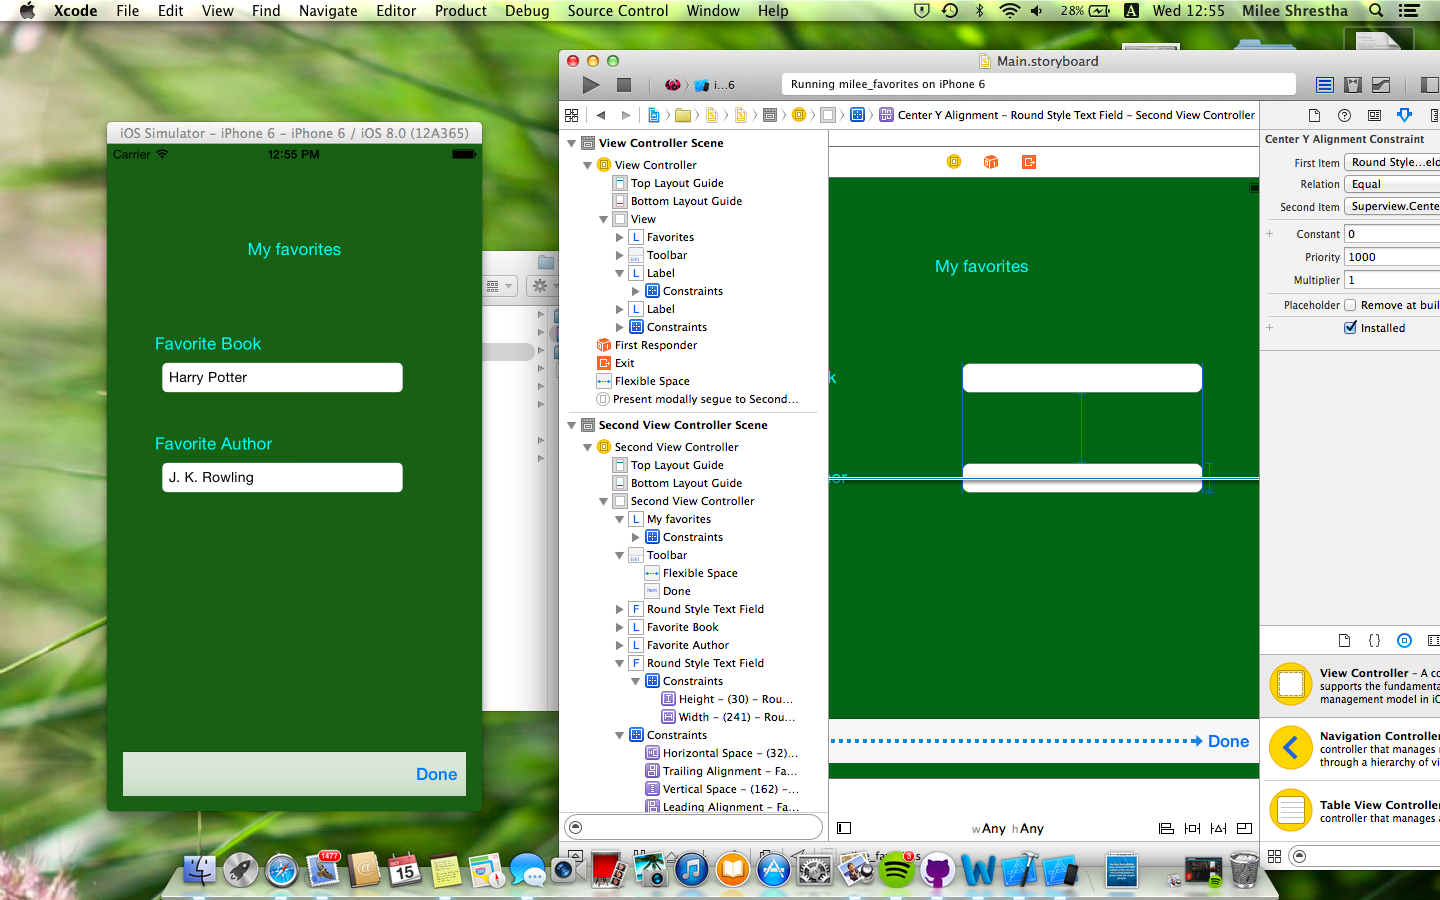 Xcode File Edit View Find Navigate Editor Product Debug Source Control Window Help 28% A Wed 12:55 Milee Shrestha
Main.storyboard
i…6 Running milee_favorites on iPhone 6
Center Y Alignment – Round Style Text Field – Second View Controller
iOS Simulator – iPhone 6 – iPhone 6 / iOS 8.0 (12A365)
Carrier 12:55 PM
My favorites
Favorite Book
Harry Potter
Favorite Author
J. K. Rowling
Done
View Controller Scene
View Controller
Top Layout Guide
Bottom Layout Guide
View
L Favorites
Edit Toolbar
L Label
Constraints
L Label
Constraints
First Responder
Exit
Flexible Space
Present modally segue to Second...
Second View Controller Scene
Second View Controller
Top Layout Guide
Bottom Layout Guide
Second View Controller
L My favorites
Constraints
Edit Toolbar
Flexible Space
Item Done
F Round Style Text Field
L Favorite Book
L Favorite Author
F Round Style Text Field
Constraints
Height – (30) – Rou...
Width – (241) – Rou...
Constraints
Horizontal Space – (32)...
Trailing Alignment – Fa...
Vertical Space – (162) –...
Leading Alignment – Fa...
My favorites
k
or
Done
wAny hAny
Center Y Alignment Constraint
First Item Round Style…eld
Relation Equal
Second Item Superview.Cente
Constant 0
Priority 1000
Multiplier 1
Placeholder Remove at buil
Installed
View Controller – A co
supports the fundamenta
management model in iO
Navigation Controller
controller that manages n
through a hierarchy of vi
Table View Controller
controller that manages a
1477
OCT
15
3